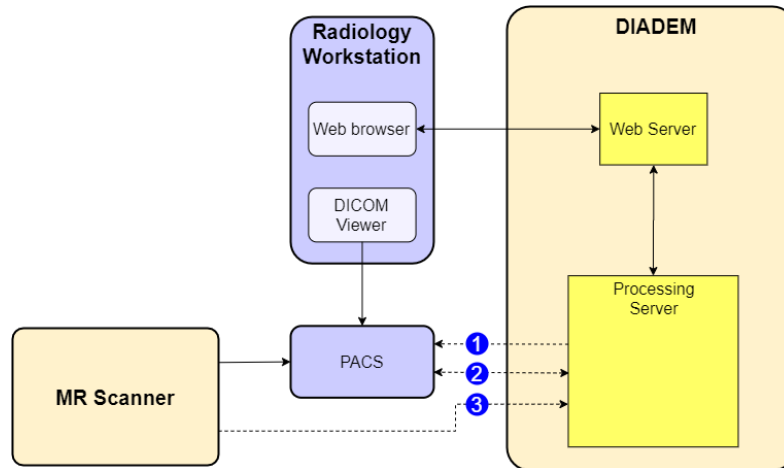 Radiology
Workstation
DIADEM
Web browser
Web Server
DICOM
Viewer
Processing
Server
1
PACS
2
MR Scanner
3